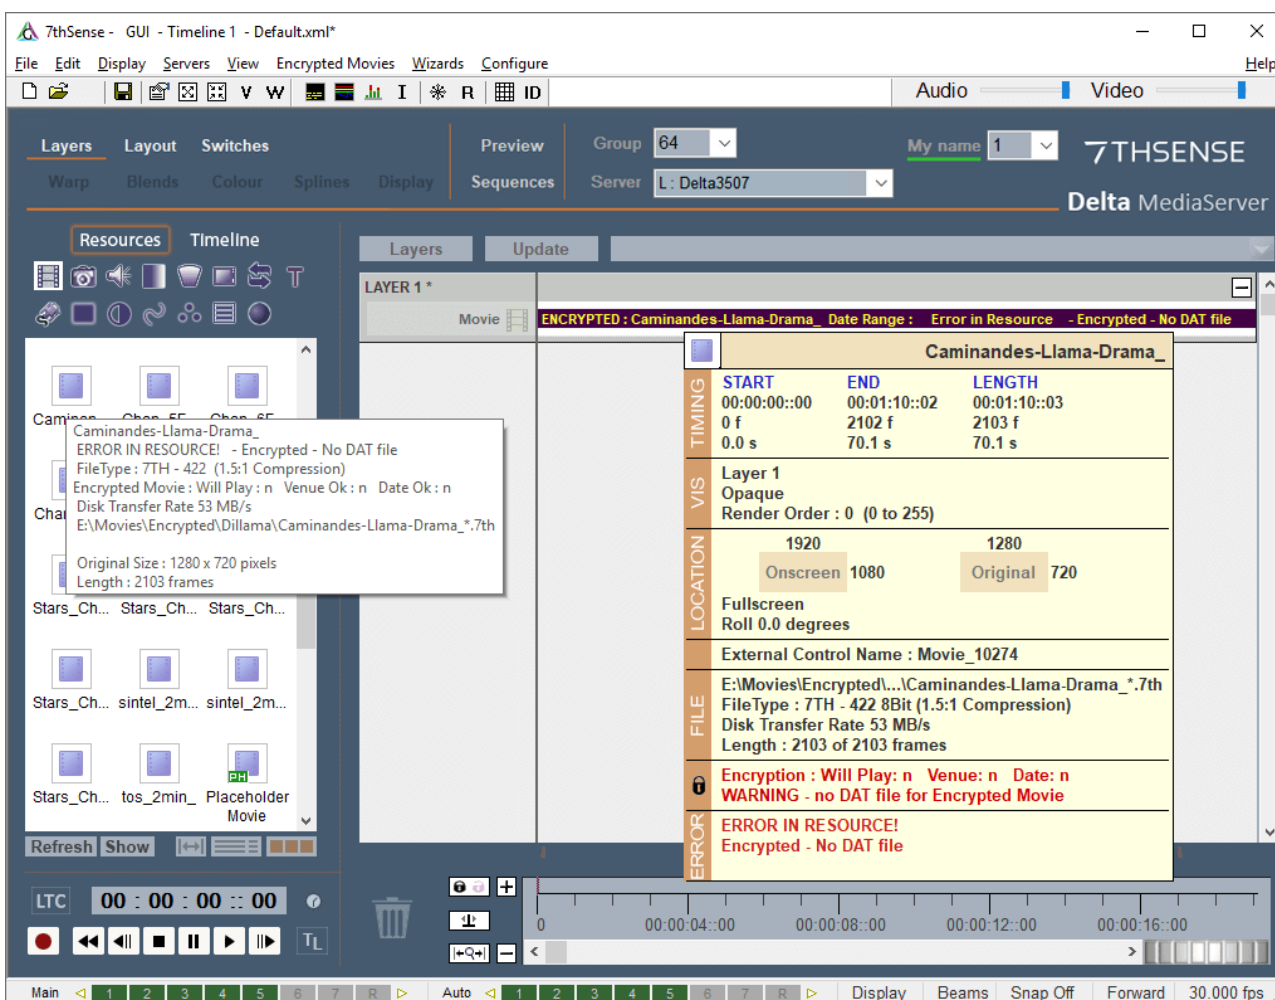 7thSense - GUI - Timeline 1 - Default.xml*
File Edit Display Servers View Encrypted Movies Wizards Configure Help
V W I R ID Audio Video
Layers Layout Switches Preview Group 64 My name 1 7THSENSE
Warp Blends Colour Splines Display Sequences Server L : Delta3507
Delta MediaServer
Resources Timeline
Layers Update
T
LAYER 1 *
Movie ENCRYPTED : Caminandes-Llama-Drama_ Date Range : Error in Resource - Encrypted - No DAT file
Caminandes-Llama-Drama_
TIMING
START END LENGTH
00:00:00::00 00:01:10::02 00:01:10::03
0 f 2102 f 2103 f
0.0 s 70.1 s 70.1 s
VIS
Layer 1
Opaque
Render Order : 0 (0 to 255)
LOCATION
1920 1280
Onscreen 1080 Original 720
Fullscreen
Roll 0.0 degrees
External Control Name : Movie_10274
FILE
E:\Movies\Encrypted\...\Caminandes-Llama-Drama_*.7th
FileType : 7TH - 422 8Bit (1.5:1 Compression)
Disk Transfer Rate 53 MB/s
Length : 2103 of 2103 frames
Encryption : Will Play: n Venue: n Date: n
WARNING - no DAT file for Encrypted Movie
ERROR
ERROR IN RESOURCE!
Encrypted - No DAT file
Caminandes-Llama-Drama_
ERROR IN RESOURCE! - Encrypted - No DAT file
FileType : 7TH - 422 (1.5:1 Compression)
Encrypted Movie : Will Play : n Venue Ok : n Date Ok : n
Disk Transfer Rate 53 MB/s
E:\Movies\Encrypted\Dillama\Caminandes-Llama-Drama_*.7th
Original Size : 1280 x 720 pixels
Length : 2103 frames
Stars_Ch... Stars_Ch... Stars_Ch...
Stars_Ch... sintel_2m... sintel_2m...
PH
Stars_Ch... tos_2min_ Placeholder
Movie
Refresh Show
LTC 00 : 00 : 00 :: 00
TL
0 00:00:04::00 00:00:08::00 00:00:12::00 00:00:16::00
Main 1 2 3 4 5 6 7 R Auto 1 2 3 4 5 6 7 R Display Beams Snap Off Forward 30.000 fps